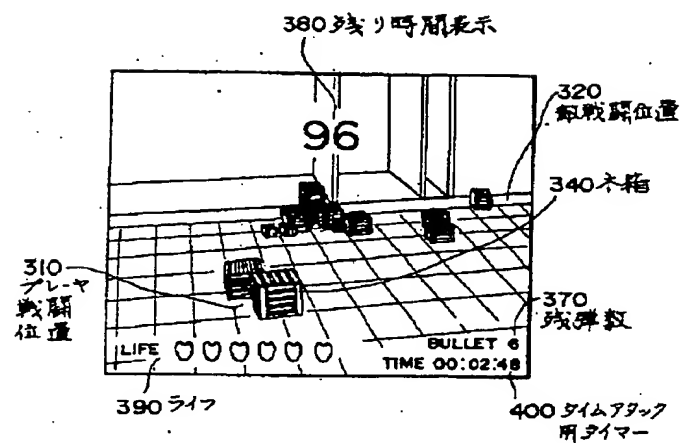 380残り時間表示
96
320
敵戦闘位置
340木箱
310
プレーヤ
戦闘
位置
370
残弾数
LIFE
BULLET 6
TIME 00:02:48
390ライフ
400タイムアタック
用タイマー